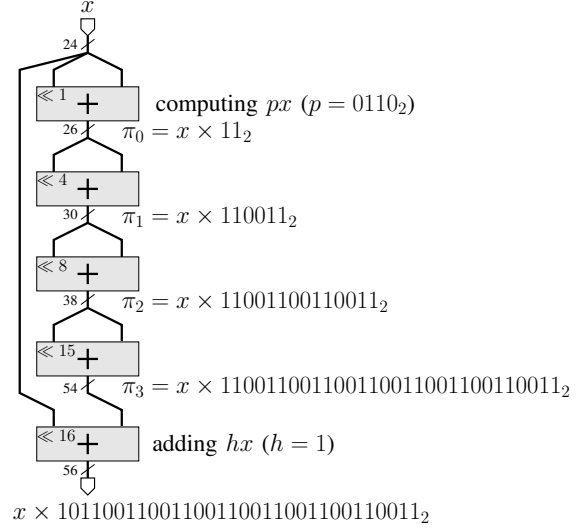 x
24
≪ 1
+
computing px (p = 0110₂)
26
π₀ = x × 11₂
≪ 4
+
30
π₁ = x × 110011₂
≪ 8
+
38
π₂ = x × 11001100110011₂
≪ 15
+
54
π₃ = x × 110011001100110011001100110011₂
≪ 16
+
adding hx (h = 1)
56
x × 10110011001100110011001100110011₂